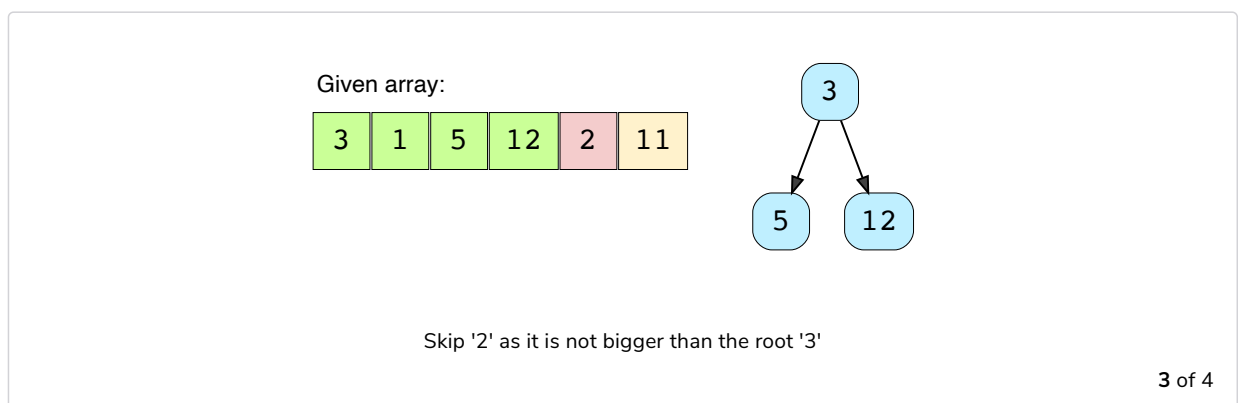 Given array:
3 1 5 12 2 11
3
5 12
Skip '2' as it is not bigger than the root '3'
3 of 4